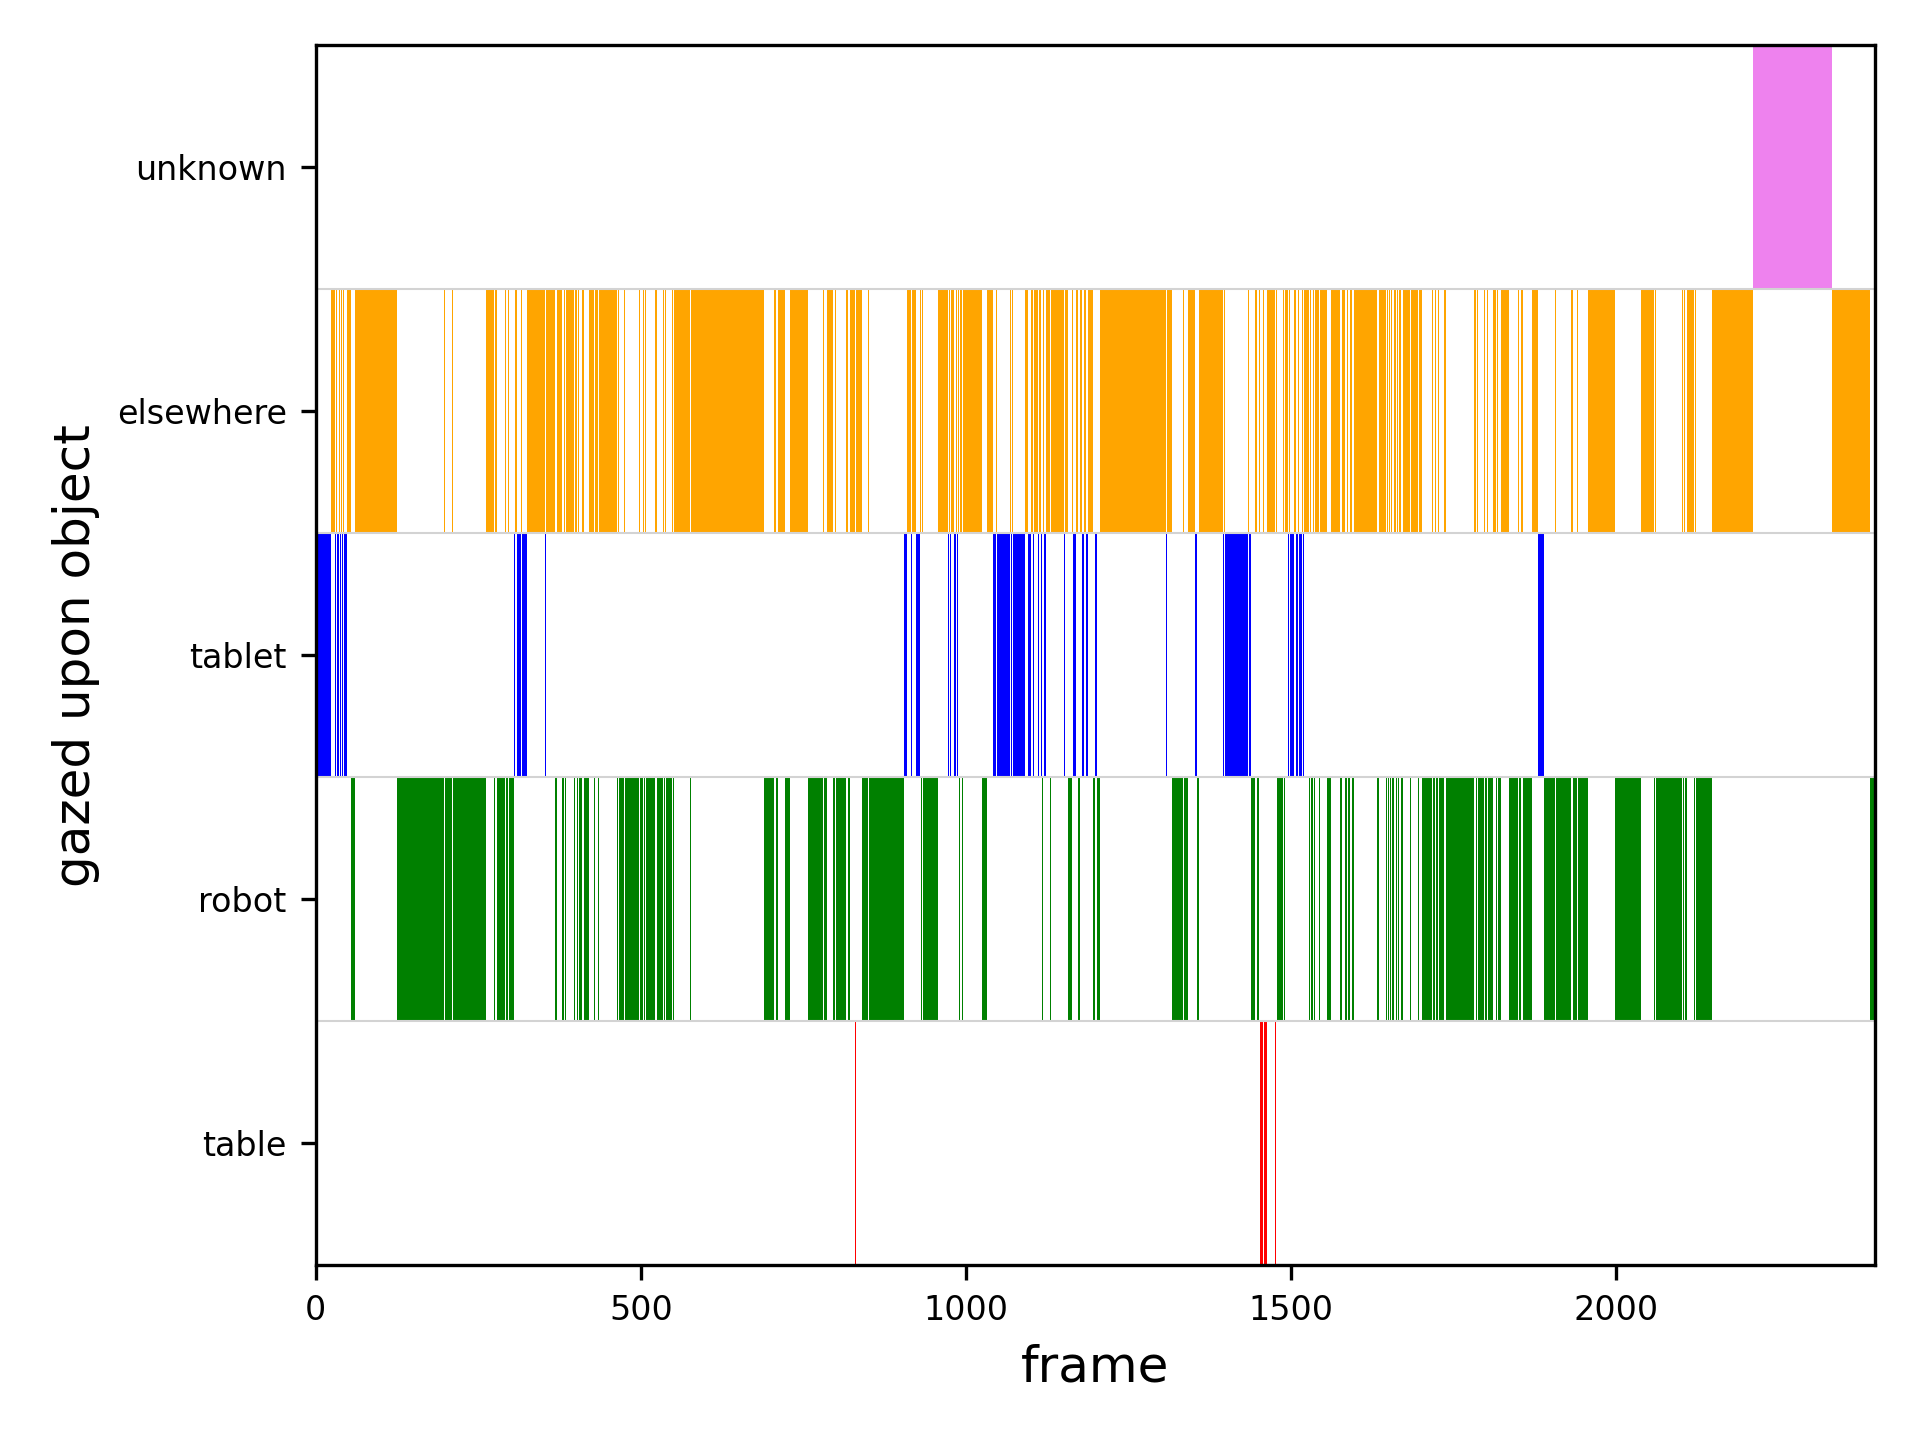 unknown
elsewhere
tablet
robot
table
gazed upon object
0 500 1000 1500 2000
frame